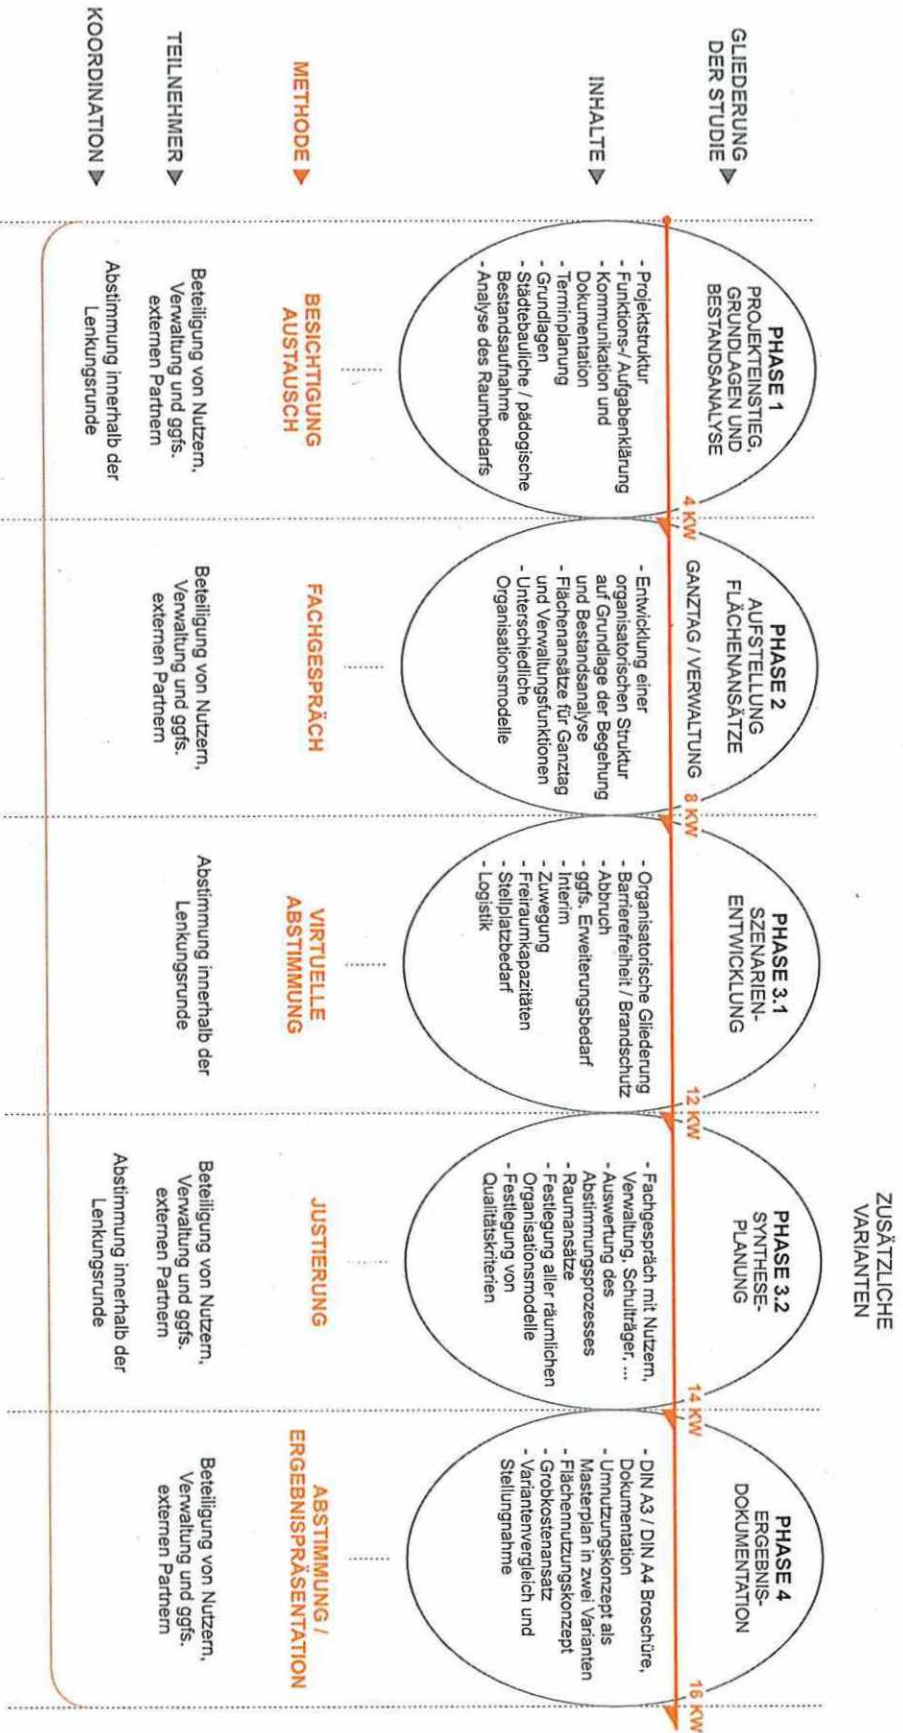 ZUSÄTZLICHE
VARIANTEN
GLIEDERUNG
DER STUDIE
PHASE 1
PROJEKTEINSTIEG,
GRUNDLAGEN UND
BESTANDSANALYSE
PHASE 2
AUFSTELLUNG
FLÄCHENANSÄTZE
GANZTAG / VERWALTUNG
PHASE 3.1
SZENARIEN-
ENTWICKLUNG
PHASE 3.2
SYNTHESE-
PLANUNG
PHASE 4
ERGEBNIS-
DOKUMENTATION
4 KW
8 KW
12 KW
14 KW
16 KW
INHALTE
- Projektstruktur
- Funktions-/ Aufgabenklärung
- Kommunikation und
Dokumentation
- Terminplanung
- Grundlagen
- Städtebauliche / pädogische
Bestandsaufnahme
- Analyse des Raumbedarfs
- Entwicklung einer
organisatorischen Struktur
auf Grundlage der Begehung
und Bestandsanalyse
- Flächenansätze für Ganztag
und Verwaltungsfunktionen
- Unterschiedliche
Organisationsmodelle
- Organisatorische Gliederung
- Barrierefreiheit / Brandschutz
- Abbruch
- ggfs. Erweiterungsbedarf
- Interim
- Zuwegung
- Freiraumkapazitäten
- Stellplatzbedarf
- Logistik
- Fachgespräch mit Nutzern,
Verwaltung, Schulträger, ...
- Auswertung des
Abstimmungsprozesses
- Raumansätze
- Festlegung aller räumlichen
Organisationsmodelle
- Festlegung von
Qualitätskriterien
- DIN A3 / DIN A4 Broschüre,
Dokumentation
- Umnutzungskonzept als
Masterplan in zwei Varianten
- Flächennutzungskonzept
- Grobkostenansatz
- Variantenvergleich und
Stellungnahme
METHODE
BESICHTIGUNG
AUSTAUSCH
FACHGESPRÄCH
VIRTUELLE
ABSTIMMUNG
JUSTIERUNG
ABSTIMMUNG /
ERGEBNISPRÄSENTATION
TEILNEHMER
Beteiligung von Nutzern,
Verwaltung und ggfs.
externen Partnern
Beteiligung von Nutzern,
Verwaltung und ggfs.
externen Partnern
Abstimmung innerhalb der
Lenkungsrunde
Beteiligung von Nutzern,
Verwaltung und ggfs.
externen Partnern
Beteiligung von Nutzern,
Verwaltung und ggfs.
externen Partnern
KOORDINATION
Abstimmung innerhalb der
Lenkungsrunde
Abstimmung innerhalb der
Lenkungsrunde